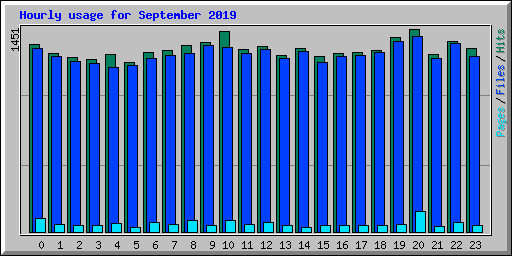 Hourly usage for September 2019
1451
Pages/Files/Hits
0 1 2 3 4 5 6 7 8 9 10 11 12 13 14 15 16 17 18 19 20 21 22 23